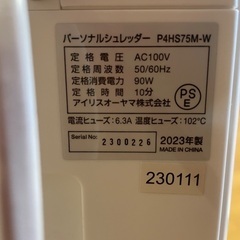 パーソナルシュレッダー P4HS75M-W
定格電圧 AC100V
定格周波数 50/60Hz
定格消費電力 90W
定格時間 10分
アイリスオーヤマ株式会社
PS
E
電流ヒューズ:6.3A 温度ヒューズ:102℃
Serial No: 2300226
2023年製
MADE IN CHINA
230111